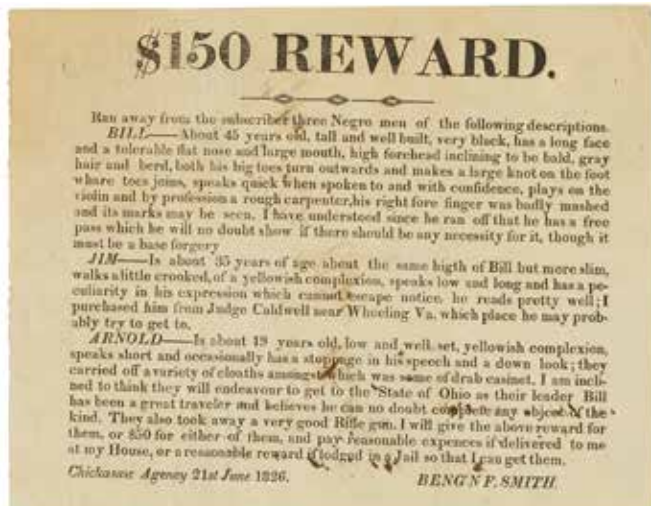 $150 REWARD.
Ran away from the subscriber three Negro men of the following descriptions.
BILL——About 45 years old, tall and well built, very black, has a long face
and a tolerable flat nose and large mouth, high forehead inclining to be bald, gray
hair and berd, both his big toes turn outwards and makes a large knot on the foot
whare toes joins, speaks quick when spoken to and with confidence, plays on the
violin and by profession a rough carpenter, his right fore finger was badly mashed
and its marks may be seen. I have understood since he ran off that he has a free
pass which he will no doubt show if there should be any necessity for it, though it
must be a base forgery
JIM——Is about 35 years of age about the same higth of Bill but more slim,
walks a little crooked, of a yellowish complexion, speaks low and long and has a pe-
culiarity in his expression which cannot escape notice, he reads pretty well; I
purchased him from Judge Caldwell near Wheeling Va. which place he may prob-
ably try to get to.
ARNOLD——Is about 19 years old, low and well set, yellowish complexion,
speaks short and occasionally has a stoppage in his speech and a down look; they
carried off a variety of cloaths amongst which was some of drab casinet. I am incli-
ned to think they will endeavour to get to the State of Ohio as their leader Bill
has been a great traveler and believes he can no doubt complete any object of the
kind. They also took away a very good Rifle gun. I will give the above reward for
them, or $50 for either of them, and pay reasonable expences if delivered to me
at my House, or a reasonable reward if lodged in a Jail so that I can get them.
Chickasaw Agency 21st June 1826. BENG'N F. SMITH.